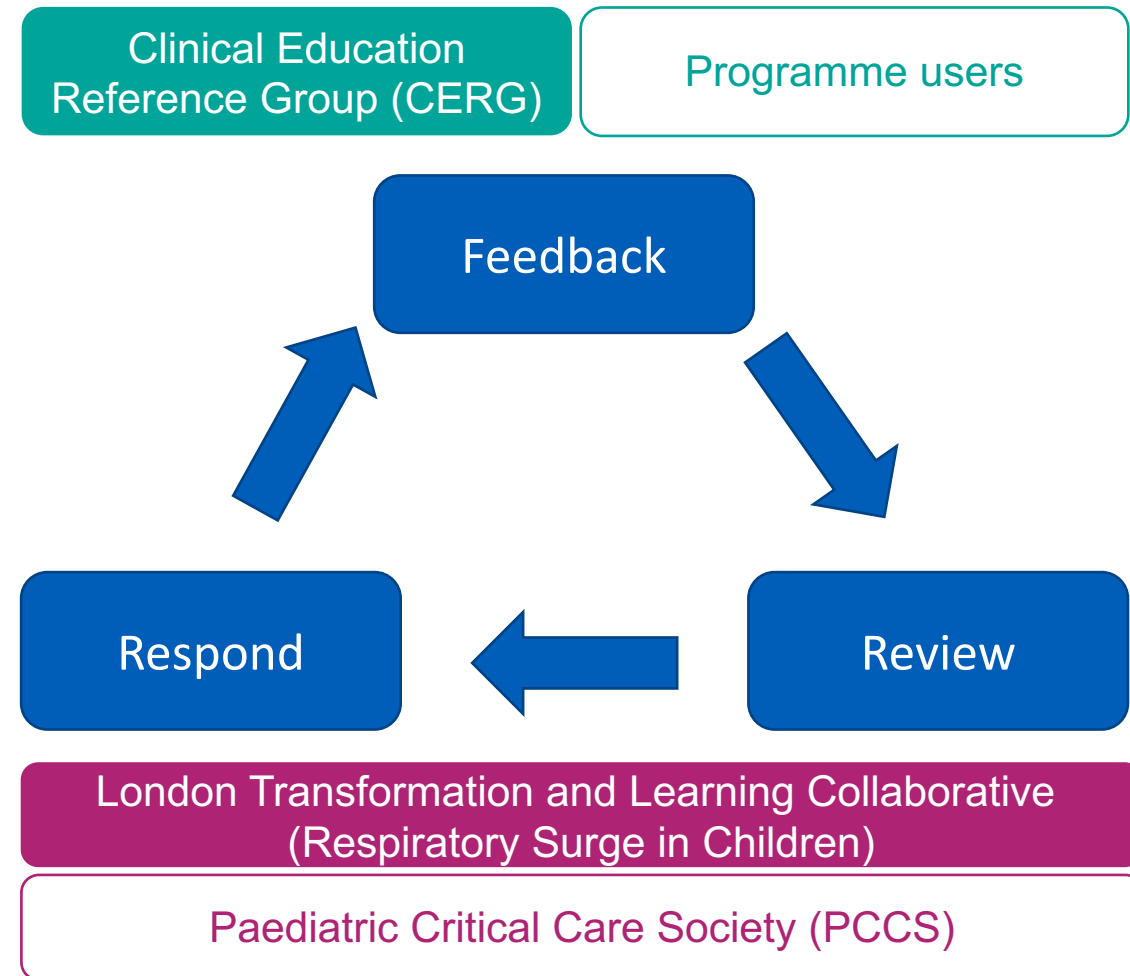 Clinical Education
Reference Group (CERG)
Programme users
Feedback
Respond
Review
London Transformation and Learning Collaborative
(Respiratory Surge in Children)
Paediatric Critical Care Society (PCCS)